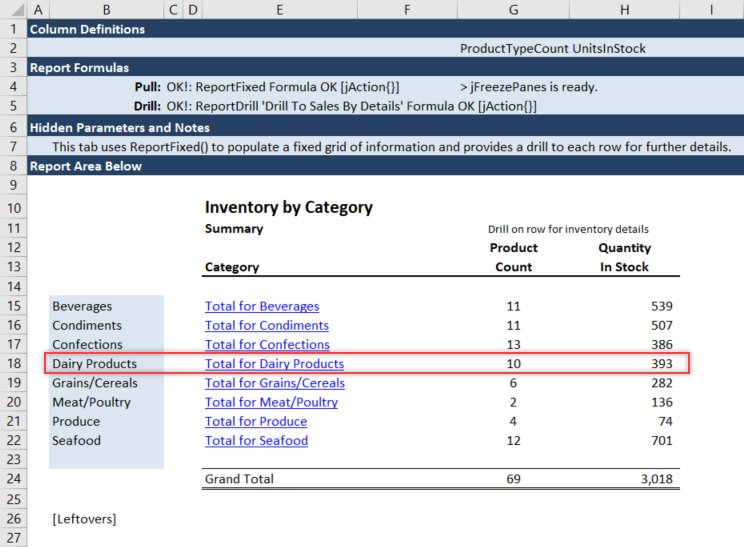 A B C D E F G H I
1 Column Definitions
2 ProductTypeCount UnitsInStock
3 Report Formulas
4 Pull: OK!: ReportFixed Formula OK [jAction{}] > jFreezePanes is ready.
5 Drill: OK!: ReportDrill 'Drill To Sales By Details' Formula OK [jAction{}]
6 Hidden Parameters and Notes
7 This tab uses ReportFixed() to populate a fixed grid of information and provides a drill to each row for further details.
8 Report Area Below
9
10 Inventory by Category
11 Summary Drill on row for inventory details
12 Product Quantity
13 Category Count In Stock
14
15 Beverages Total for Beverages 11 539
16 Condiments Total for Condiments 11 507
17 Confections Total for Confections 13 386
18 Dairy Products Total for Dairy Products 10 393
19 Grains/Cereals Total for Grains/Cereals 6 282
20 Meat/Poultry Total for Meat/Poultry 2 136
21 Produce Total for Produce 4 74
22 Seafood Total for Seafood 12 701
23
24 Grand Total 69 3,018
25
26 [Leftovers]
27